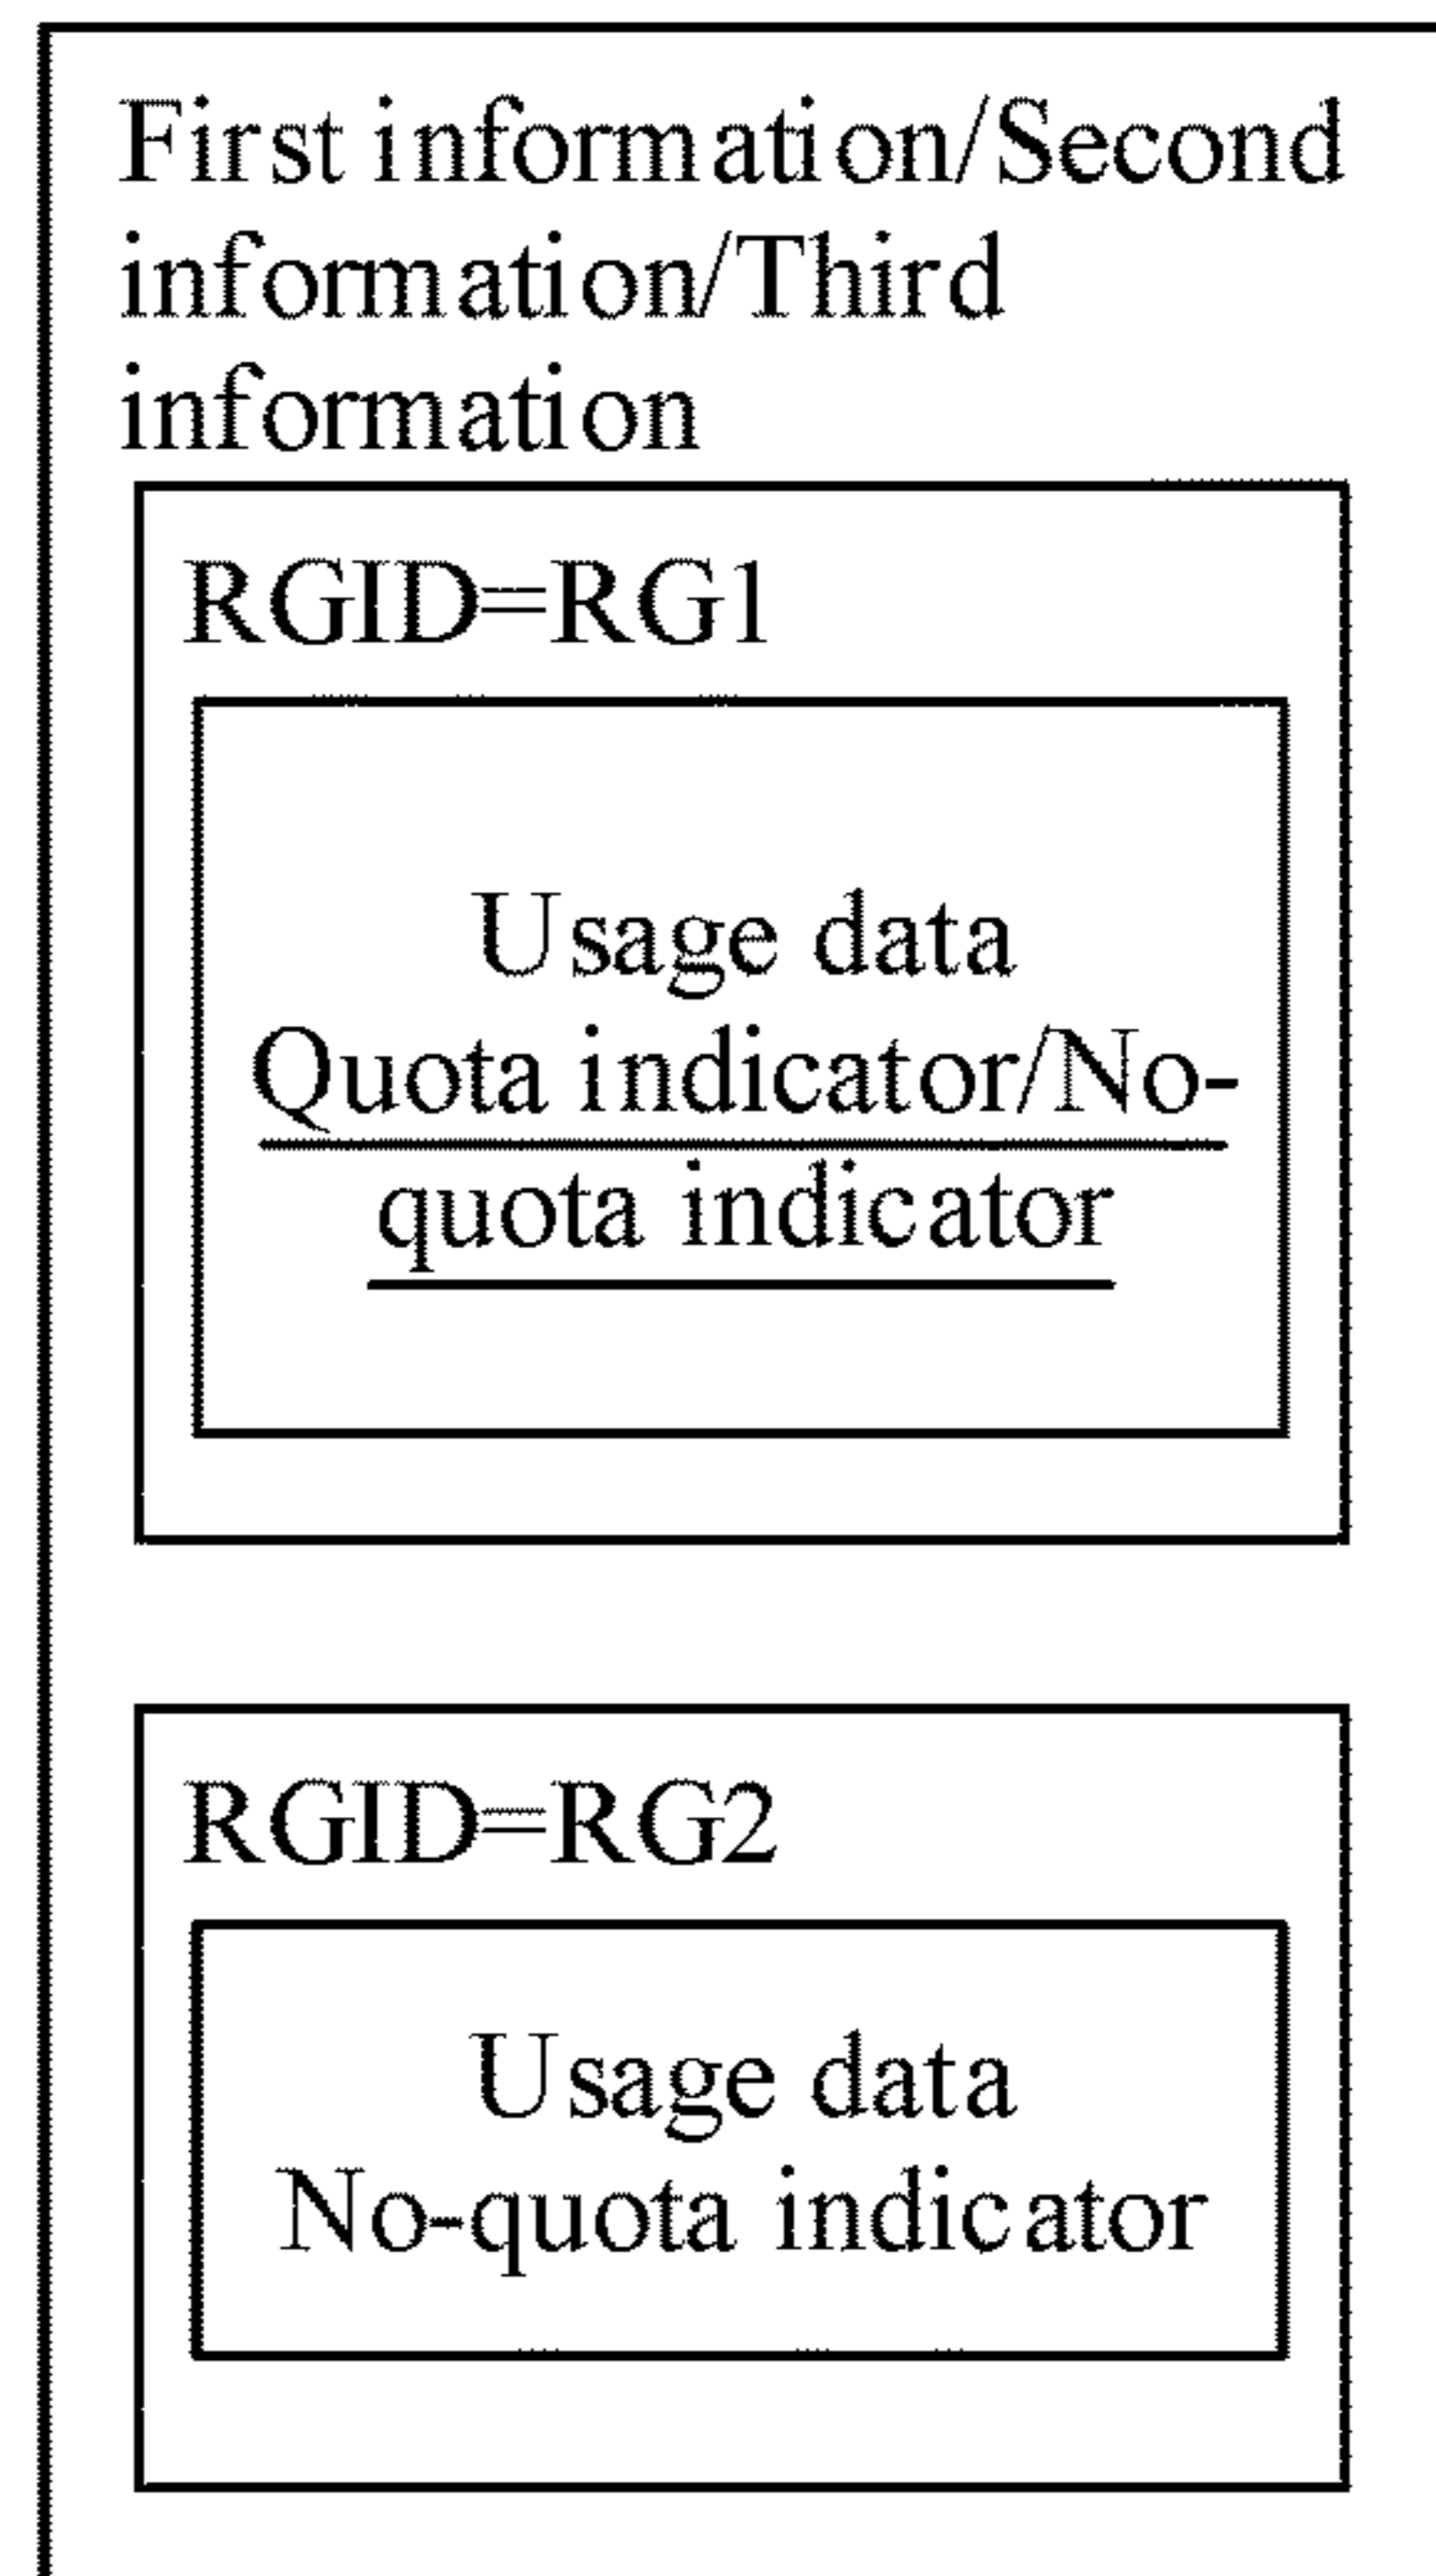 First information/Second
information/Third
information
RGID=RG1
Usage data
Quota indicator/No-
quota indicator
RGID=RG2
Usage data
No-quota indicator